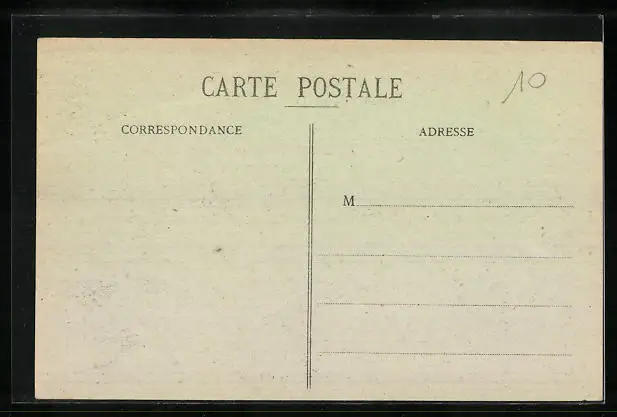 CARTE POSTALE
10
CORRESPONDANCE
ADRESSE
M